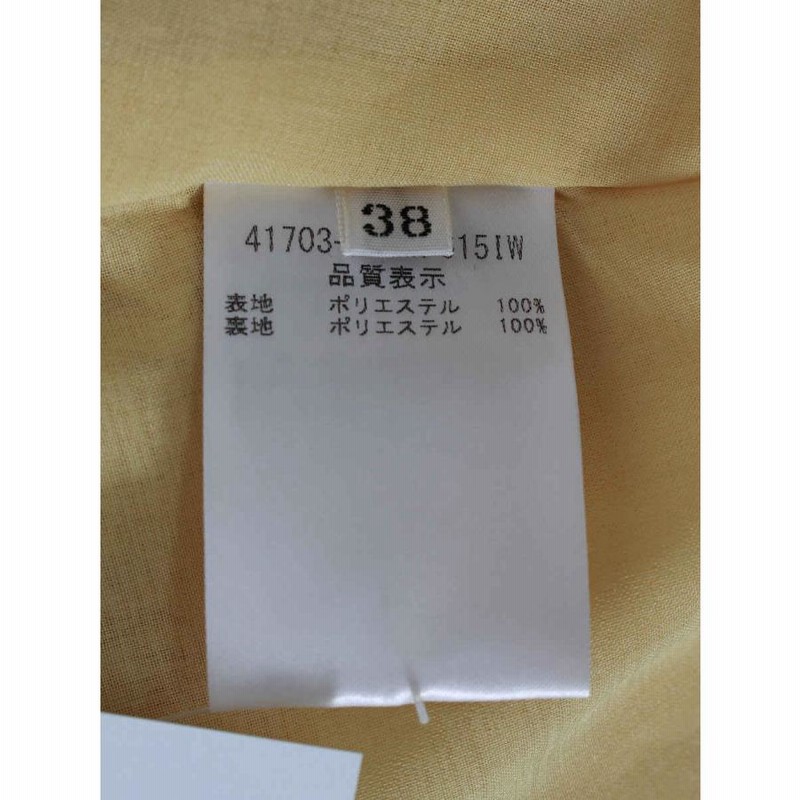 38
41703- 15IW
品質表示
表地 ポリエステル 100%
裏地 ポリエステル 100%